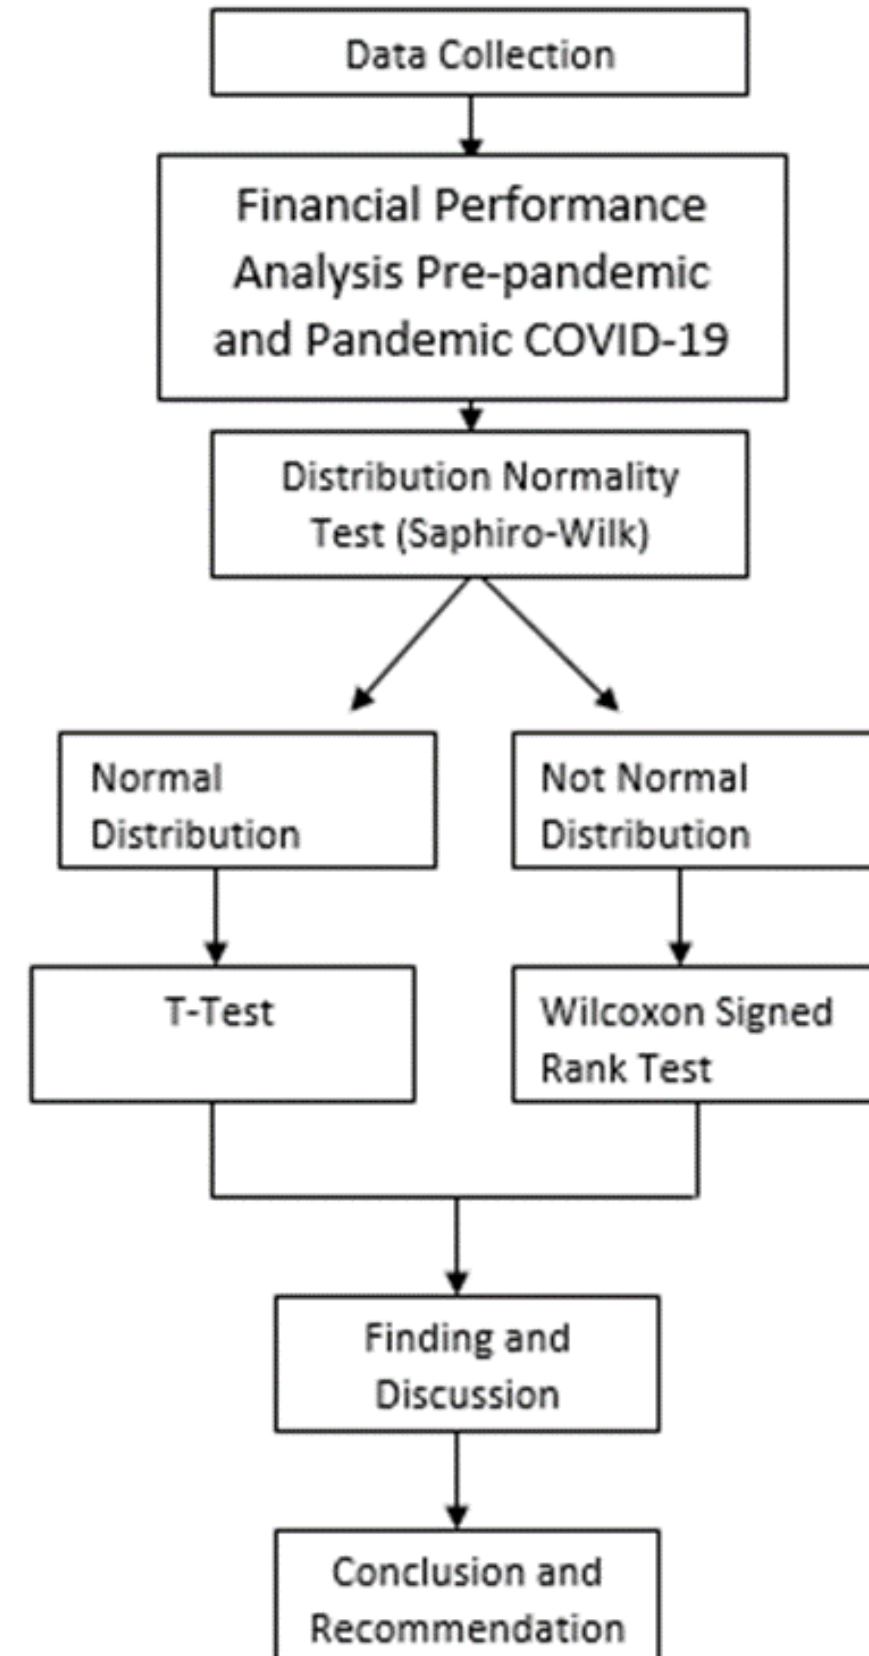 Data Collection
Financial Performance
Analysis Pre-pandemic
and Pandemic COVID-19
Distribution Normality
Test (Saphiro-Wilk)
Normal
Distribution
Not Normal
Distribution
T-Test
Wilcoxon Signed
Rank Test
Finding and
Discussion
Conclusion and
Recommendation